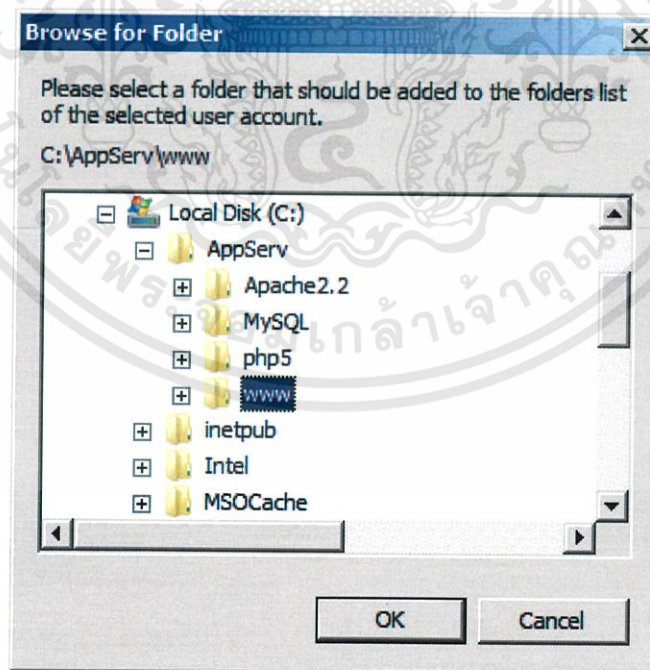 Browse for Folder
Please select a folder that should be added to the folders list
of the selected user account.
C:\AppServ\www
Local Disk (C:)
AppServ
Apache2.2
MySQL
php5
www
inetpub
Intel
MSOCache
OK
Cancel